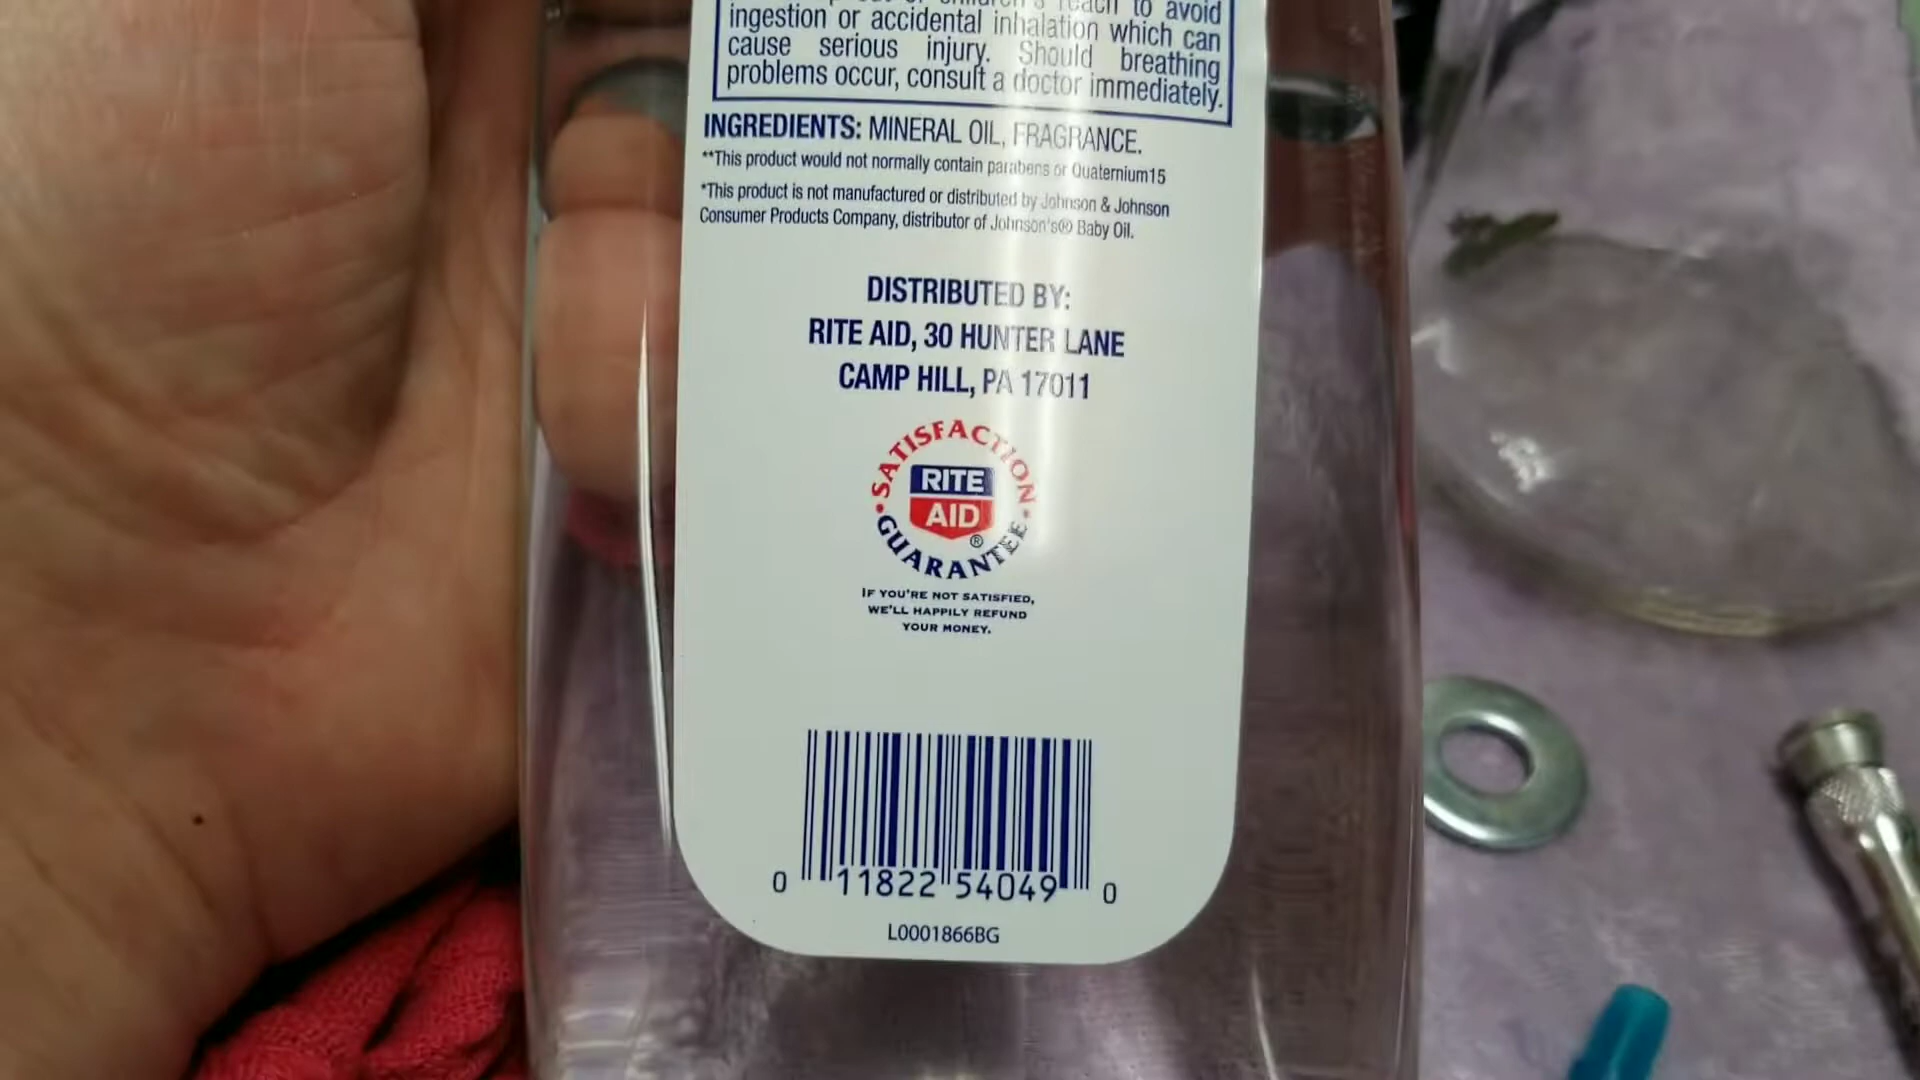 children's reach to avoid
ingestion or accidental inhalation which can
cause serious injury. Should breathing
problems occur, consult a doctor immediately.
INGREDIENTS: MINERAL OIL, FRAGRANCE.
**This product would not normally contain parabens or Quaternium15
*This product is not manufactured or distributed by Johnson & Johnson
Consumer Products Company, distributor of Johnson's® Baby Oil.
DISTRIBUTED BY:
RITE AID, 30 HUNTER LANE
CAMP HILL, PA 17011
SATISFACTION
RITE
AID
®
GUARANTEE
IF YOU'RE NOT SATISFIED,
WE'LL HAPPILY REFUND
YOUR MONEY.
0 11822 54049 0
L0001866BG